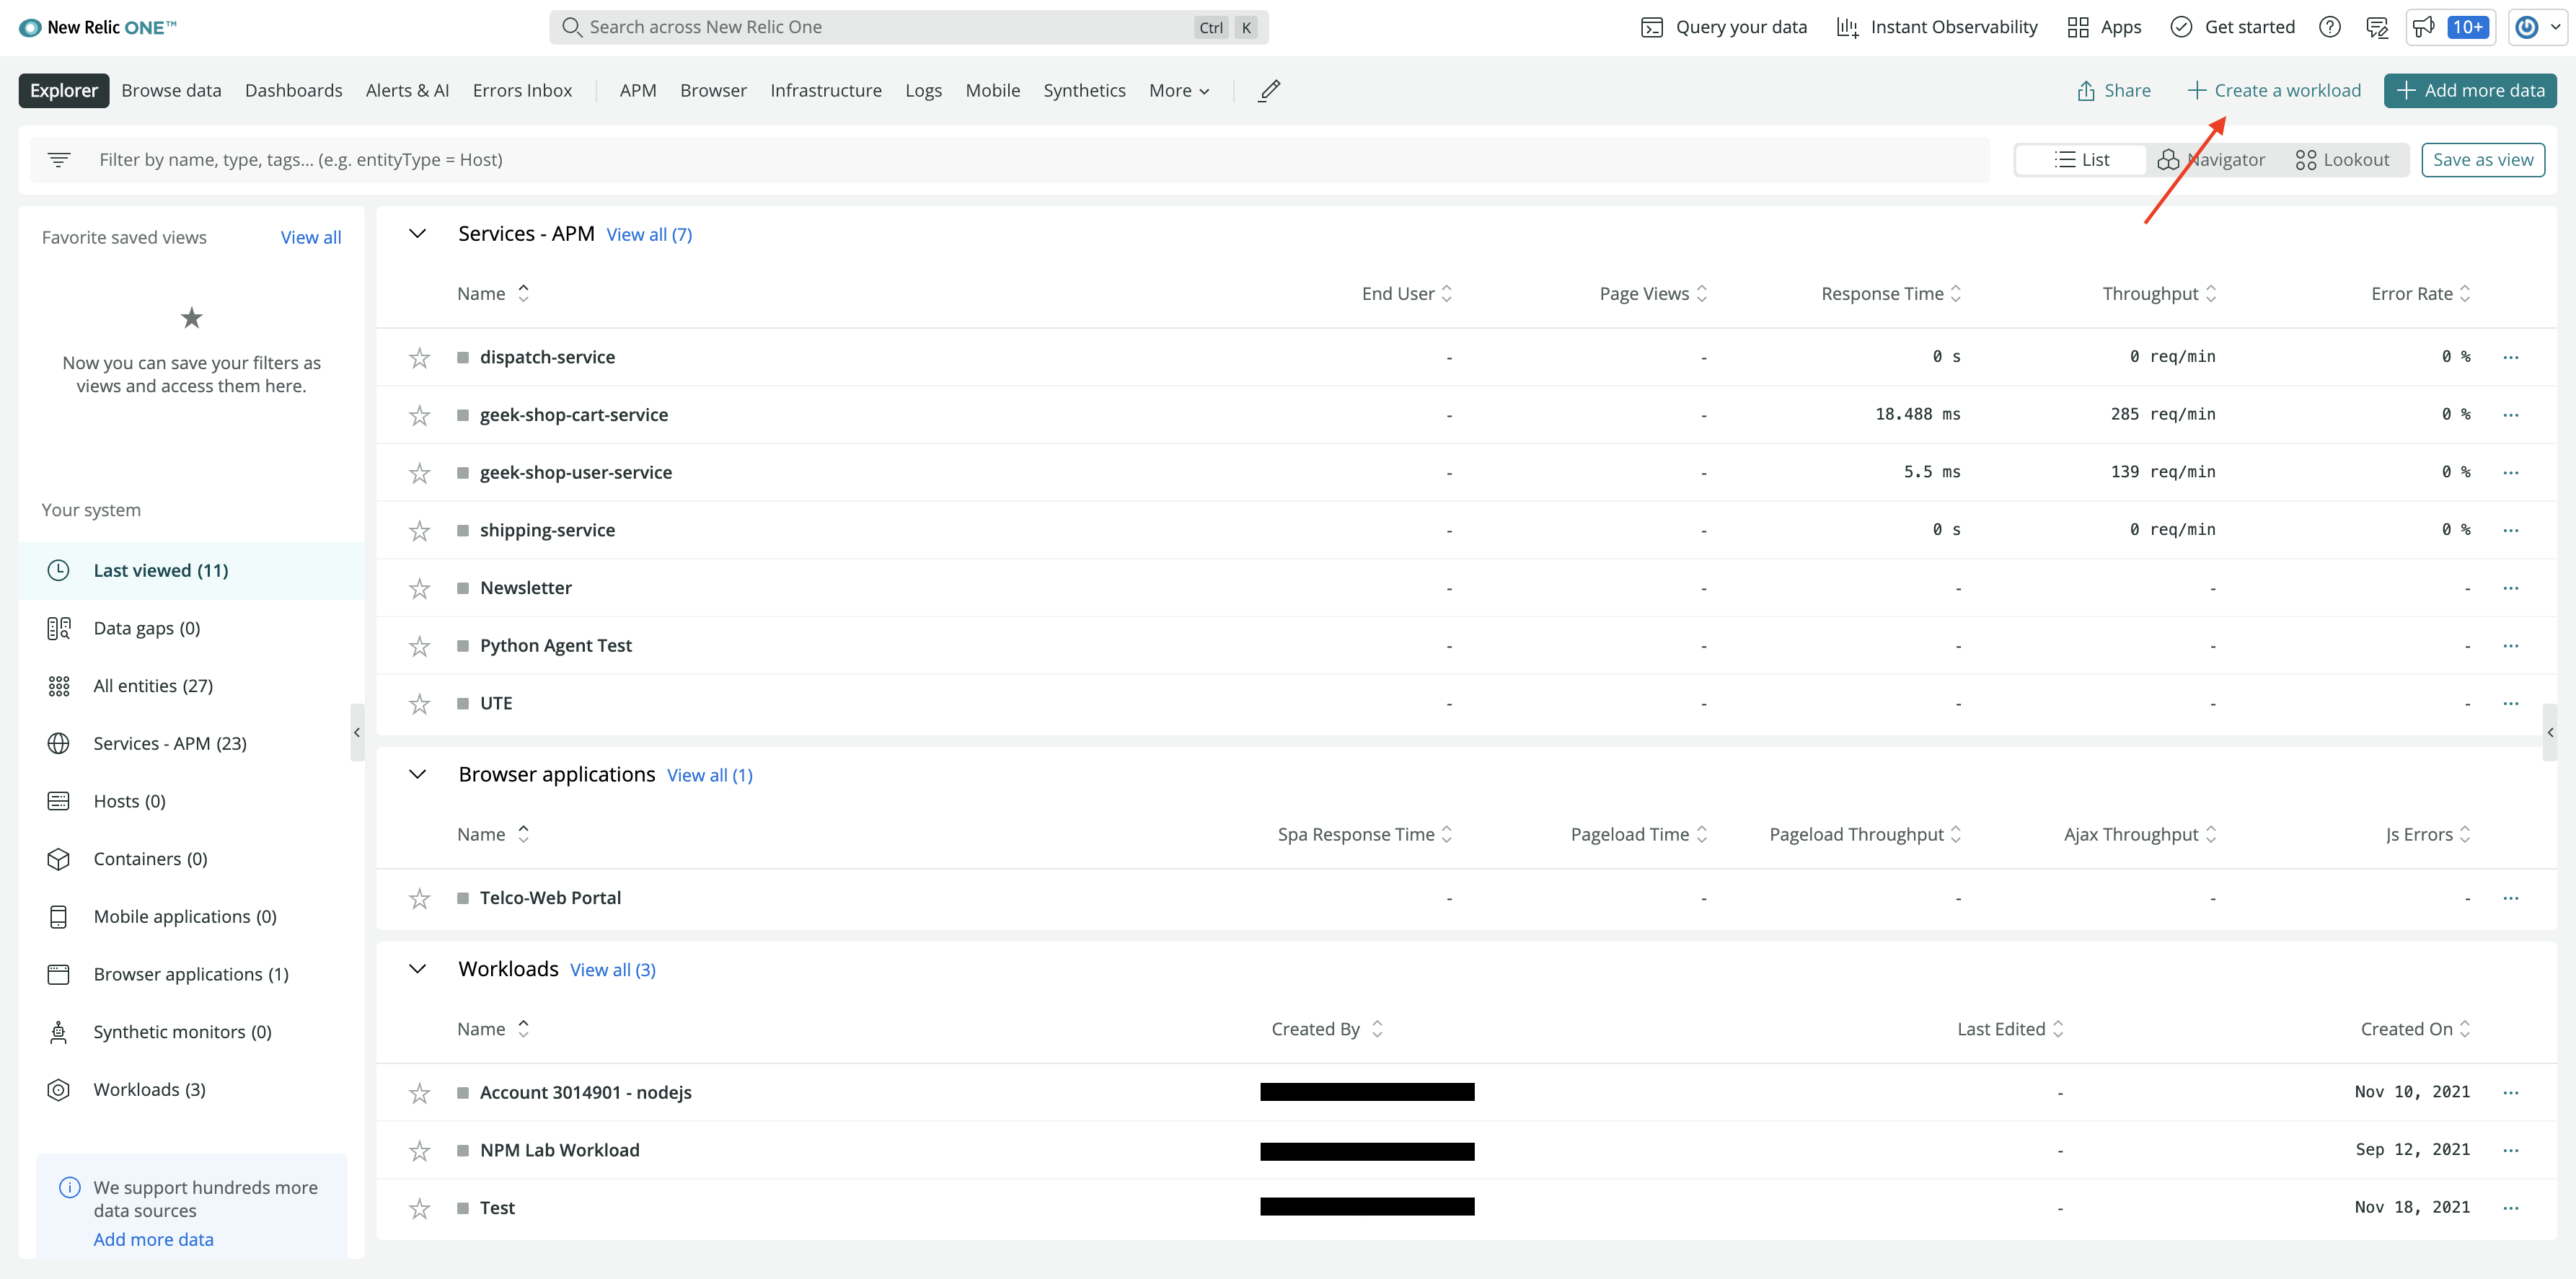 New Relic ONE™
Search across New Relic One Ctrl K
Query your data Instant Observability Apps Get started 10+
Explorer Browse data Dashboards Alerts & AI Errors Inbox APM Browser Infrastructure Logs Mobile Synthetics More Share + Create a workload + Add more data
Filter by name, type, tags... (e.g. entityType = Host) List Navigator Lookout Save as view
Favorite saved views View all
Now you can save your filters as
views and access them here.
Your system
Last viewed (11)
Data gaps (0)
All entities (27)
Services - APM (23)
Hosts (0)
Containers (0)
Mobile applications (0)
Browser applications (1)
Synthetic monitors (0)
Workloads (3)
We support hundreds more
data sources
Add more data
Services - APM View all (7)
Name End User Page Views Response Time Throughput Error Rate
dispatch-service - - 0 s 0 req/min 0 % ...
geek-shop-cart-service - - 18.488 ms 285 req/min 0 % ...
geek-shop-user-service - - 5.5 ms 139 req/min 0 % ...
shipping-service - - 0 s 0 req/min 0 % ...
Newsletter - - - - - ...
Python Agent Test - - - - - ...
UTE - - - - - ...
Browser applications View all (1)
Name Spa Response Time Pageload Time Pageload Throughput Ajax Throughput Js Errors
Telco-Web Portal - - - - - ...
Workloads View all (3)
Name Created By Last Edited Created On
Account 3014901 - nodejs - Nov 10, 2021 ...
NPM Lab Workload - Sep 12, 2021 ...
Test - Nov 18, 2021 ...